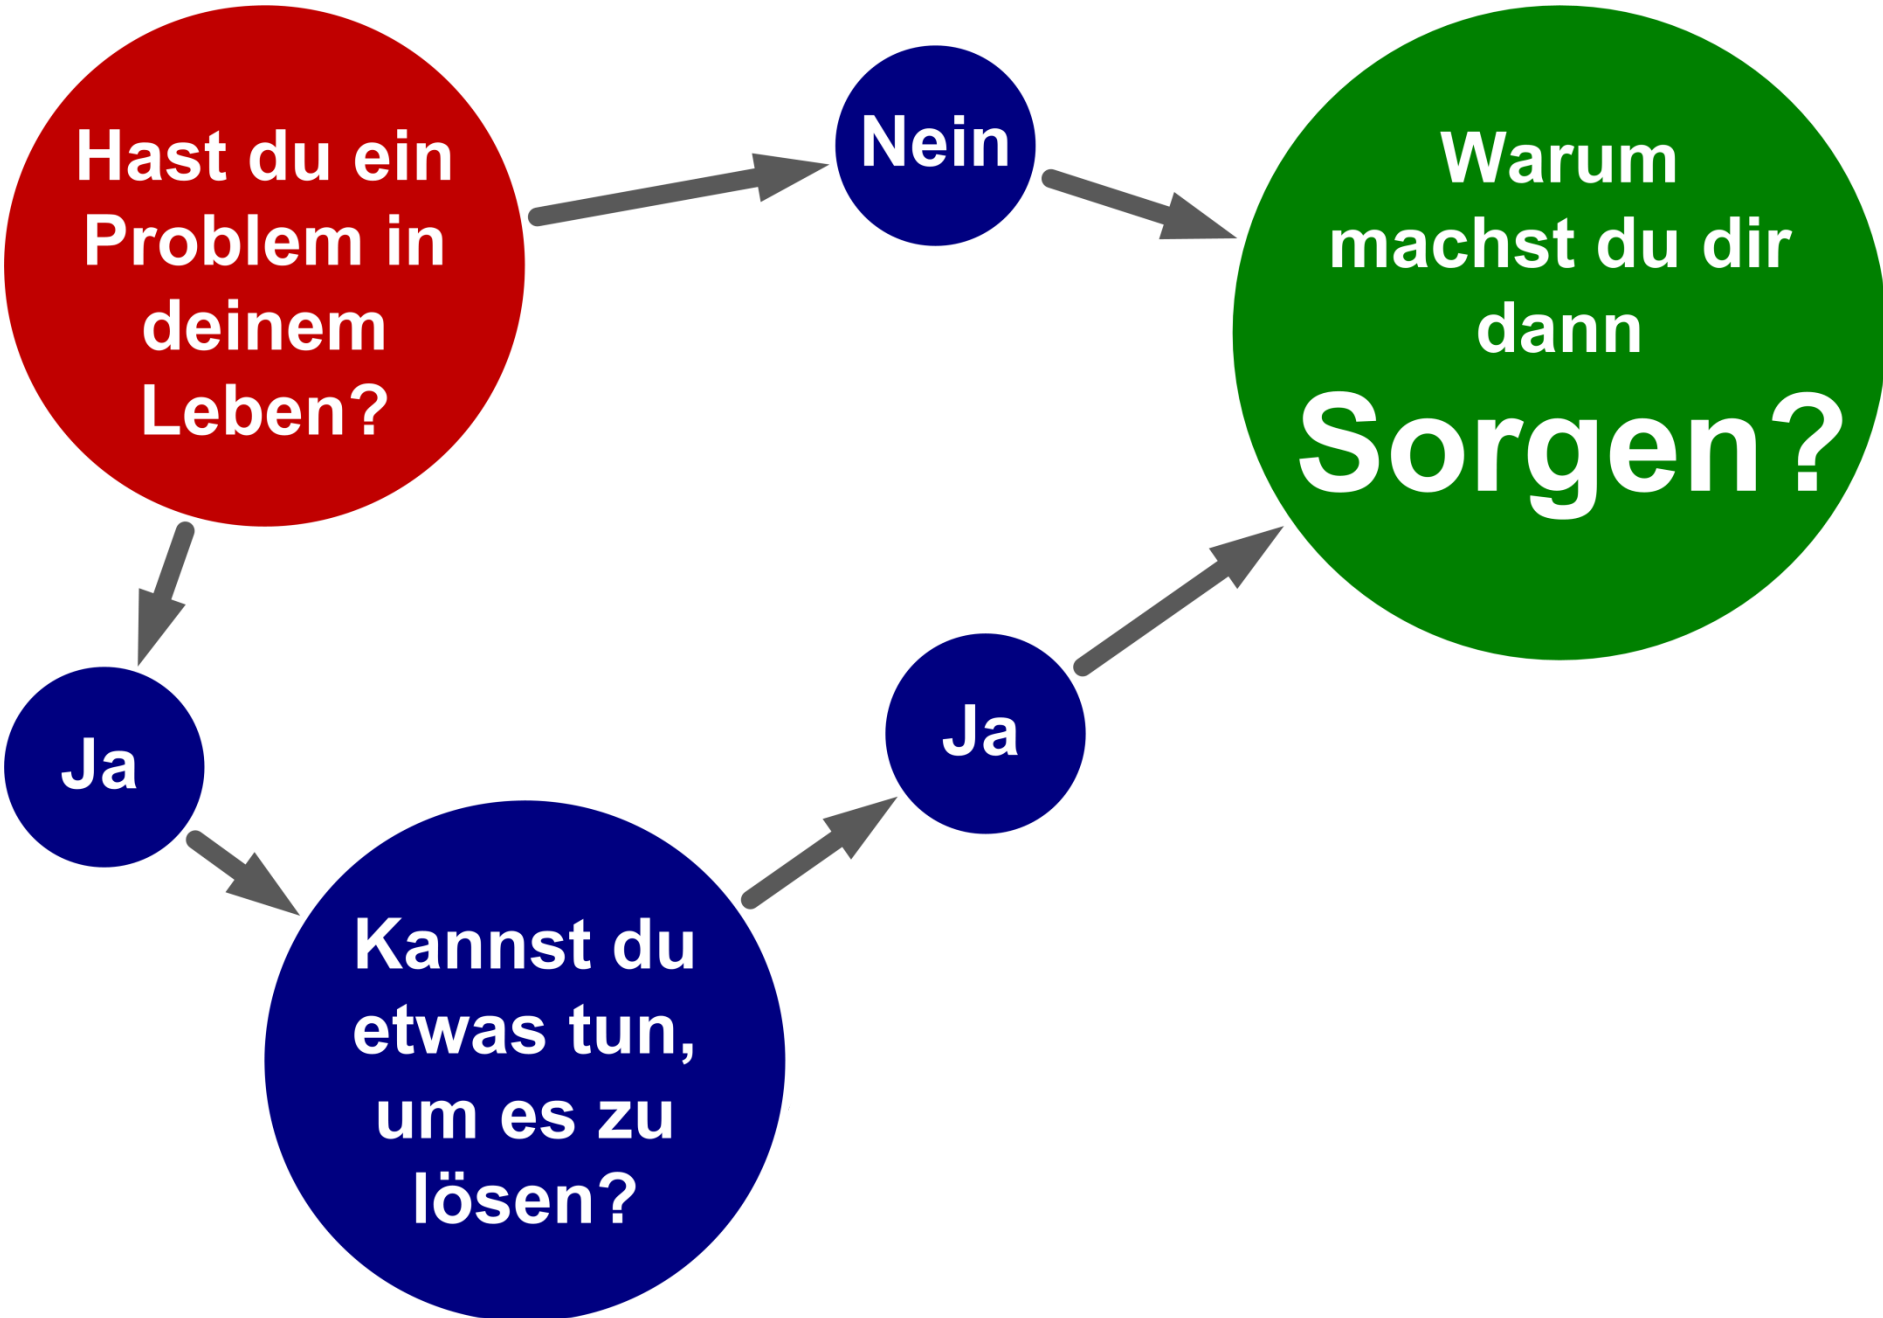 Hast du ein
Problem in
deinem
Leben?
Nein
Warum
machst du dir
dann
Sorgen?
Ja
Ja
Kannst du
etwas tun,
um es zu
lösen?